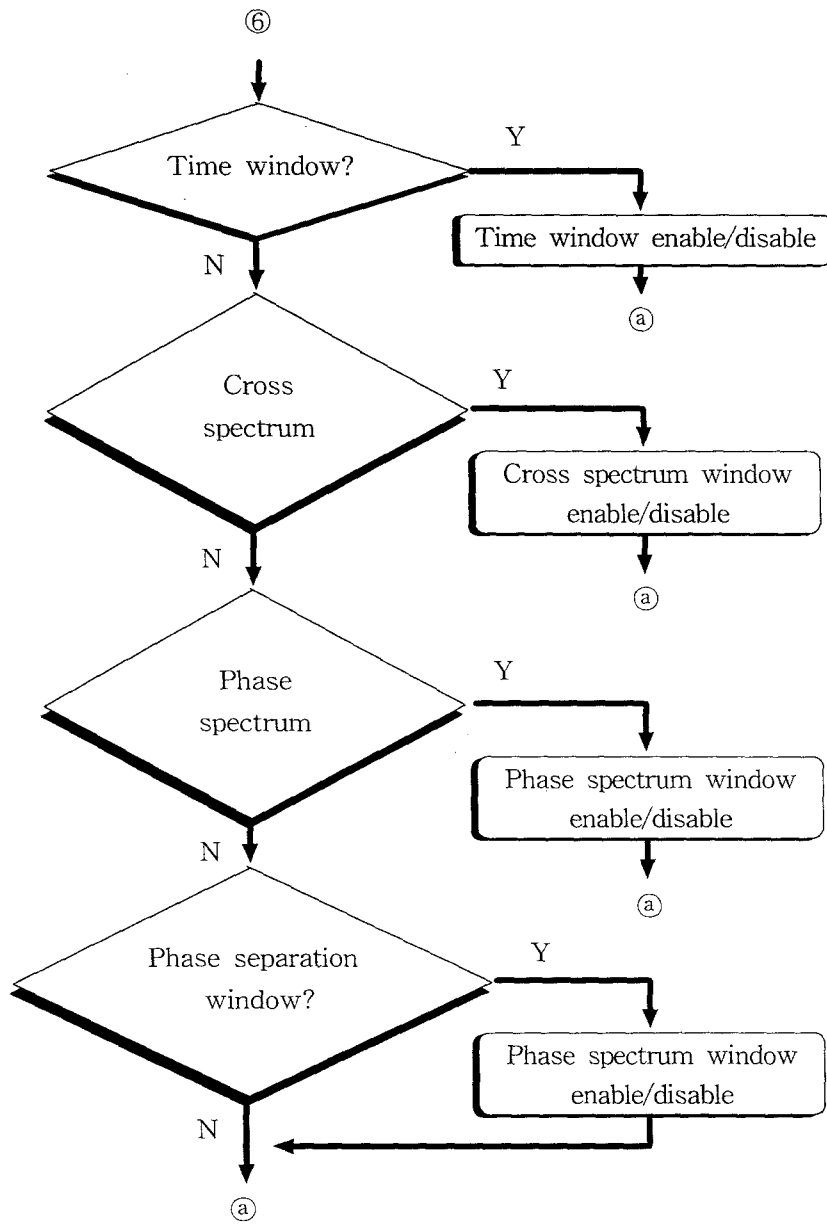 ⑥
Time window?
Y
Time window enable/disable
N
ⓐ
Cross
spectrum
Y
Cross spectrum window
enable/disable
N
ⓐ
Phase
spectrum
Y
Phase spectrum window
enable/disable
N
ⓐ
Phase separation
window?
Y
Phase spectrum window
enable/disable
N
ⓐ